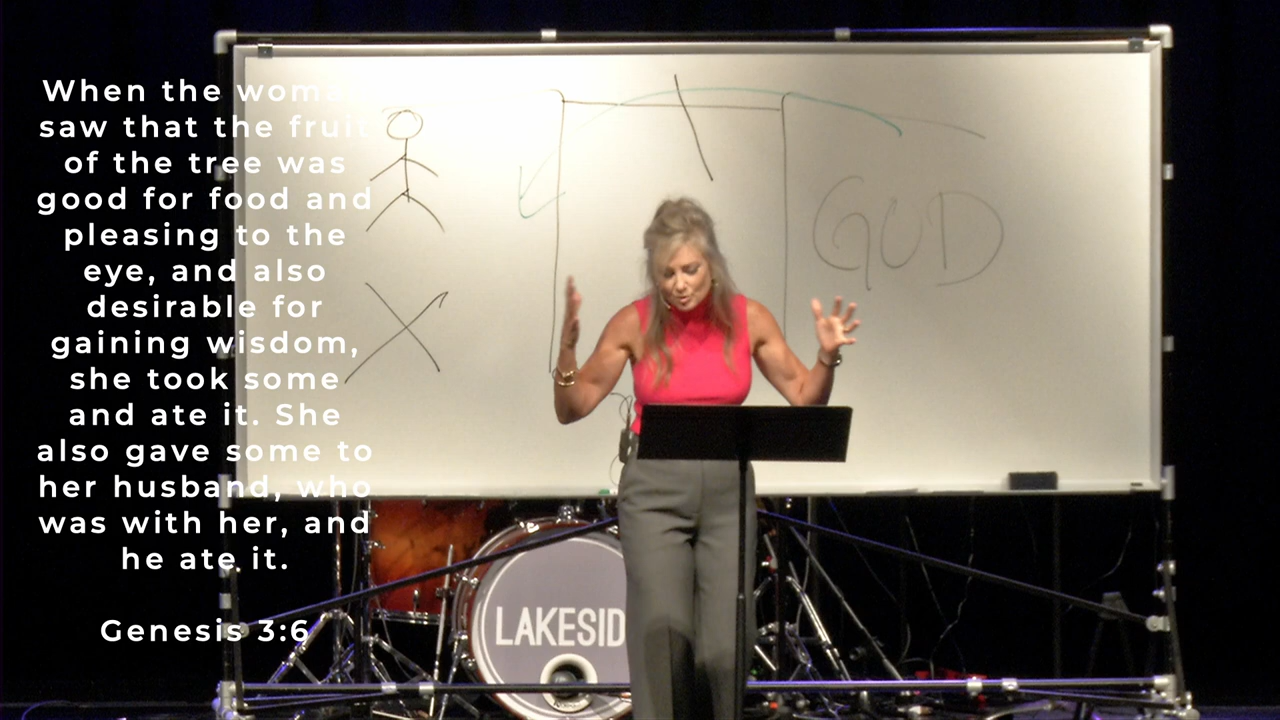 When the woman
saw that the fruit
of the tree was
good for food and
pleasing to the
eye, and also
desirable for
gaining wisdom,
she took some
and ate it. She
also gave some to
her husband, who
was with her, and
he ate it.
Genesis 3:6
GOD
LAKESID